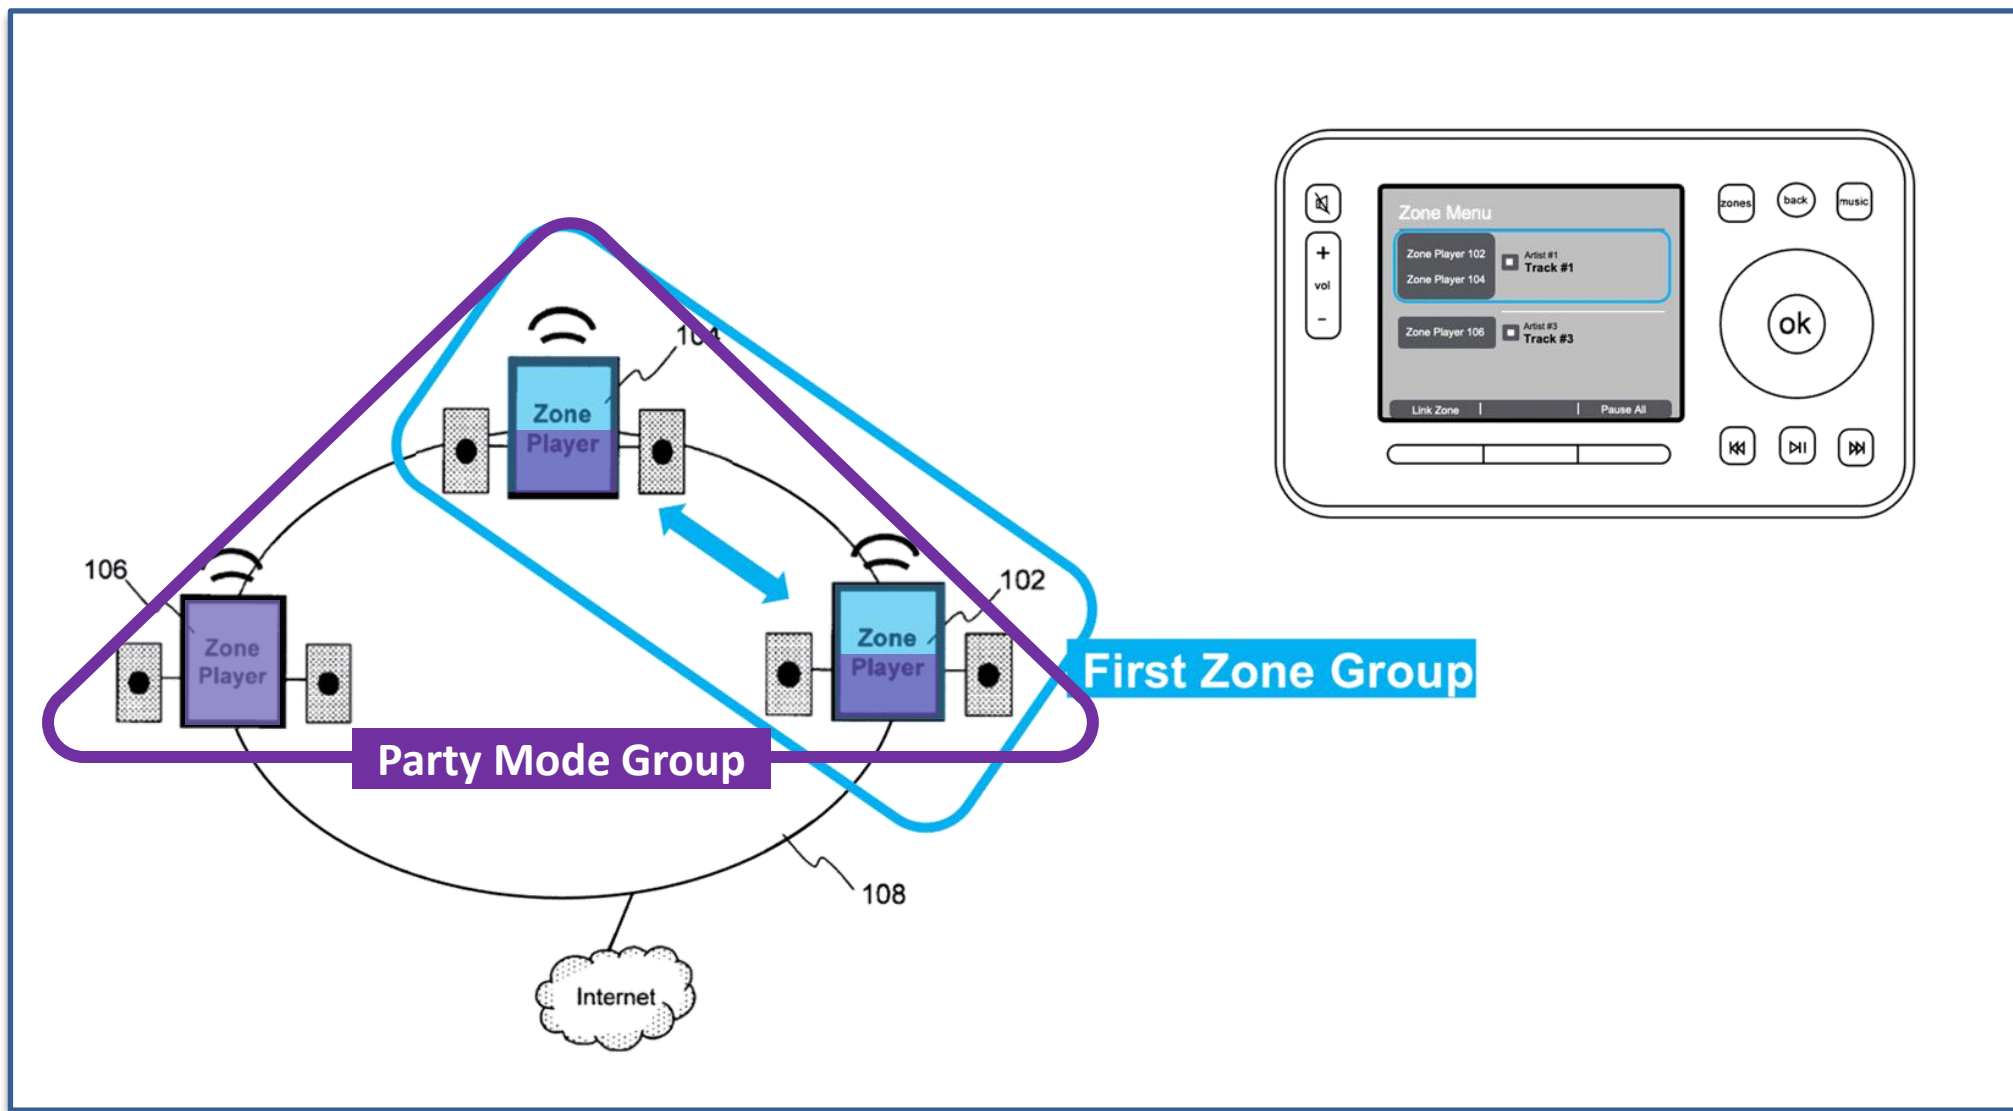 Zone Menu
Zone Player 102
Zone Player 104
Artist #1
Track #1
Zone Player 106
Artist #3
Track #3
Link Zone
Pause All
zones
back
music
+
vol
-
ok
104
Zone
Player
106
Zone
Player
102
Zone
Player
First Zone Group
Party Mode Group
108
Internet